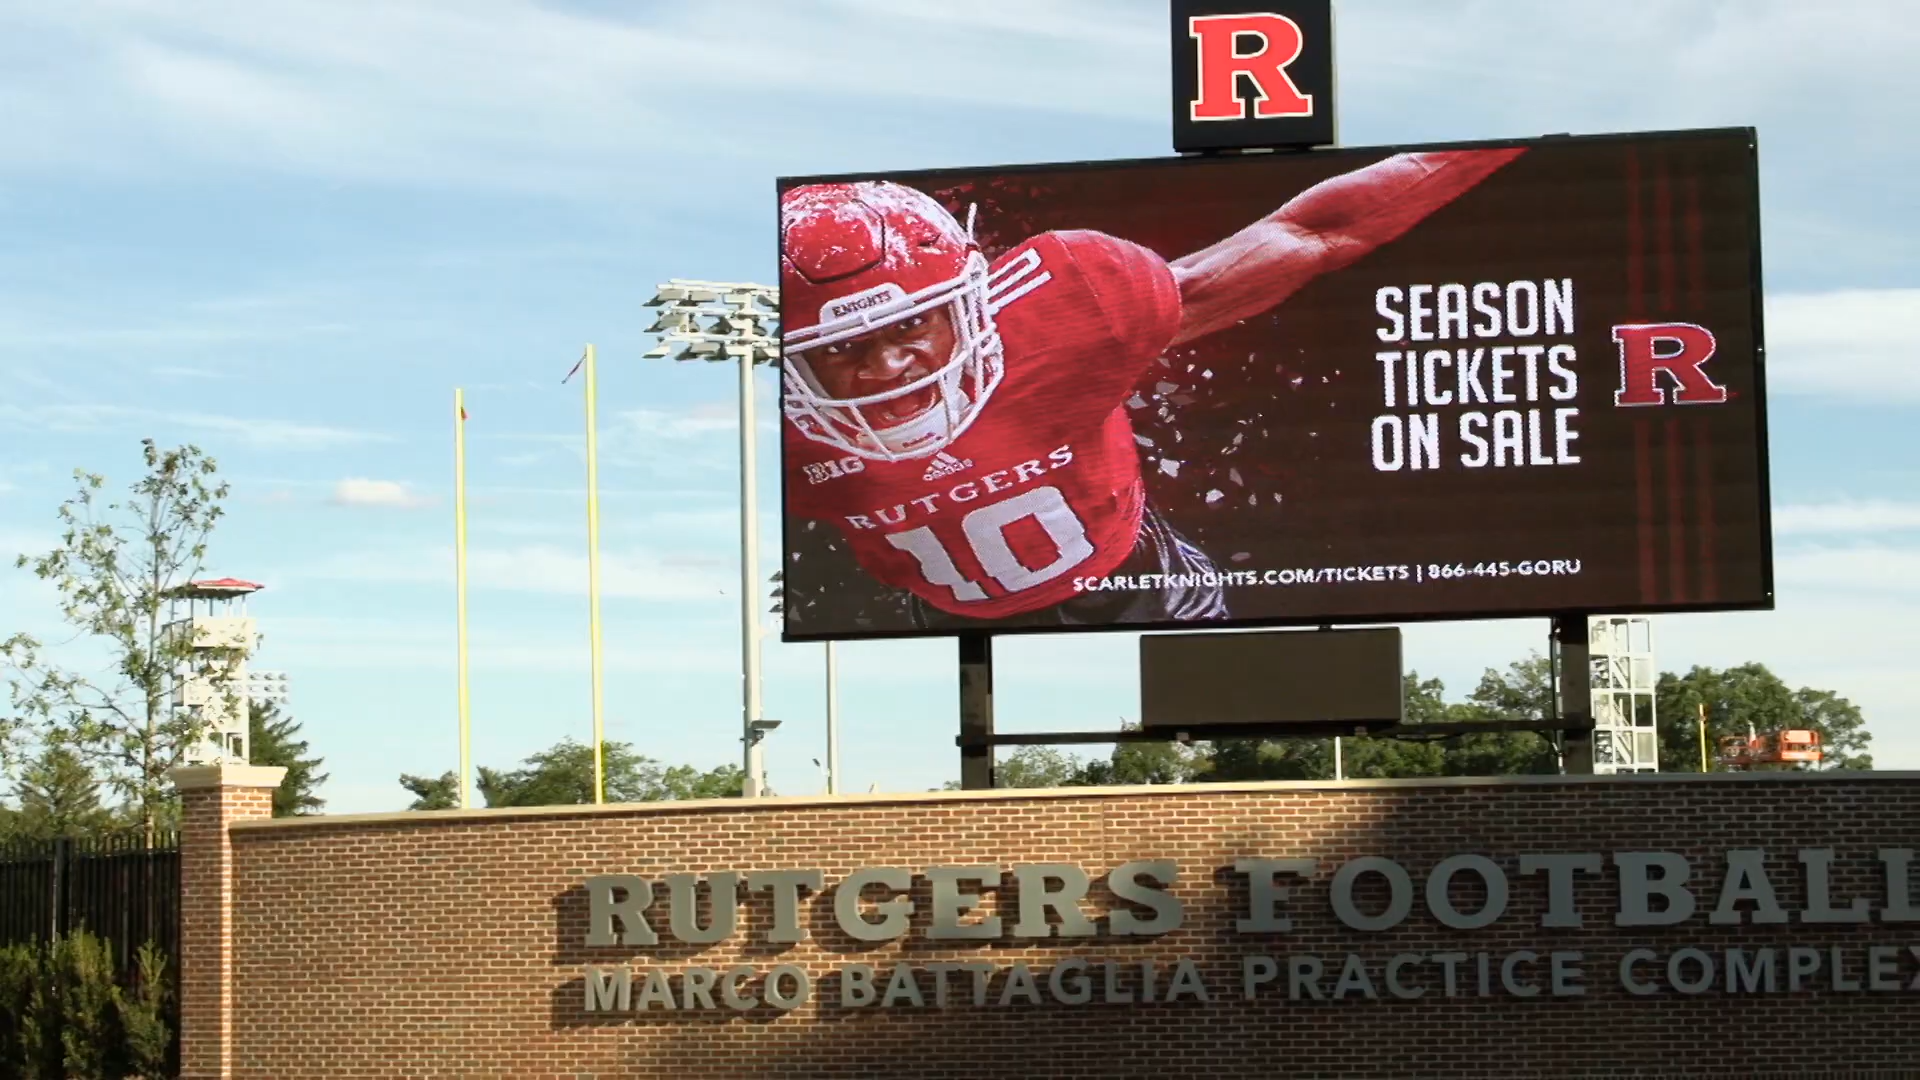 R
KNIGHTS
SEASON
TICKETS
ON SALE
R
B1G
adidas
RUTGERS
10
SCARLETKNIGHTS.COM/TICKETS | 866-445-GORU
RUTGERS FOOTBALL
MARCO BATTAGLIA PRACTICE COMPLEX